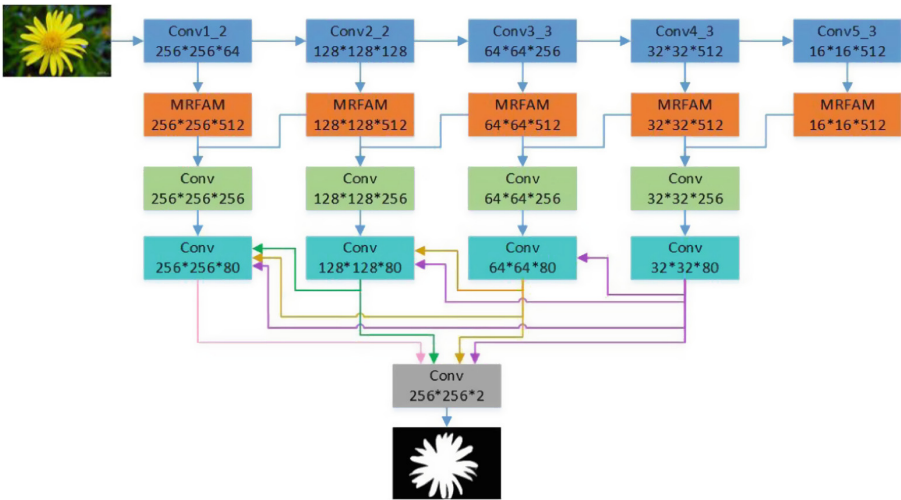 Conv1_2
256*256*64
Conv2_2
128*128*128
Conv3_3
64*64*256
Conv4_3
32*32*512
Conv5_3
16*16*512
MRFAM
256*256*512
MRFAM
128*128*512
MRFAM
64*64*512
MRFAM
32*32*512
MRFAM
16*16*512
Conv
256*256*256
Conv
128*128*256
Conv
64*64*256
Conv
32*32*256
Conv
256*256*80
Conv
128*128*80
Conv
64*64*80
Conv
32*32*80
Conv
256*256*2